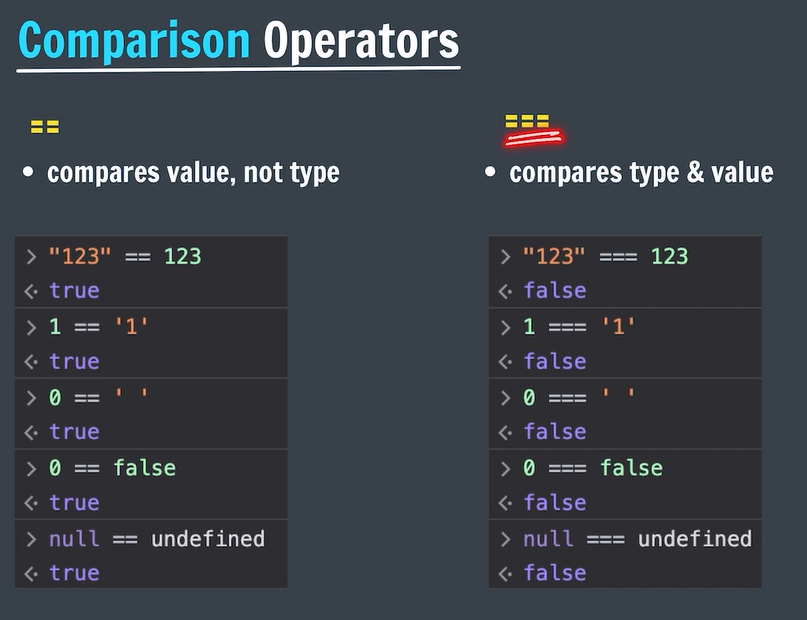 Comparison Operators
==
• compares value, not type
> "123" == 123
<· true
> 1 == '1'
<· true
> 0 == ' '
<· true
> 0 == false
<· true
> null == undefined
<· true
===
• compares type & value
> "123" === 123
<· false
> 1 === '1'
<· false
> 0 === ' '
<· false
> 0 === false
<· false
> null === undefined
<· false